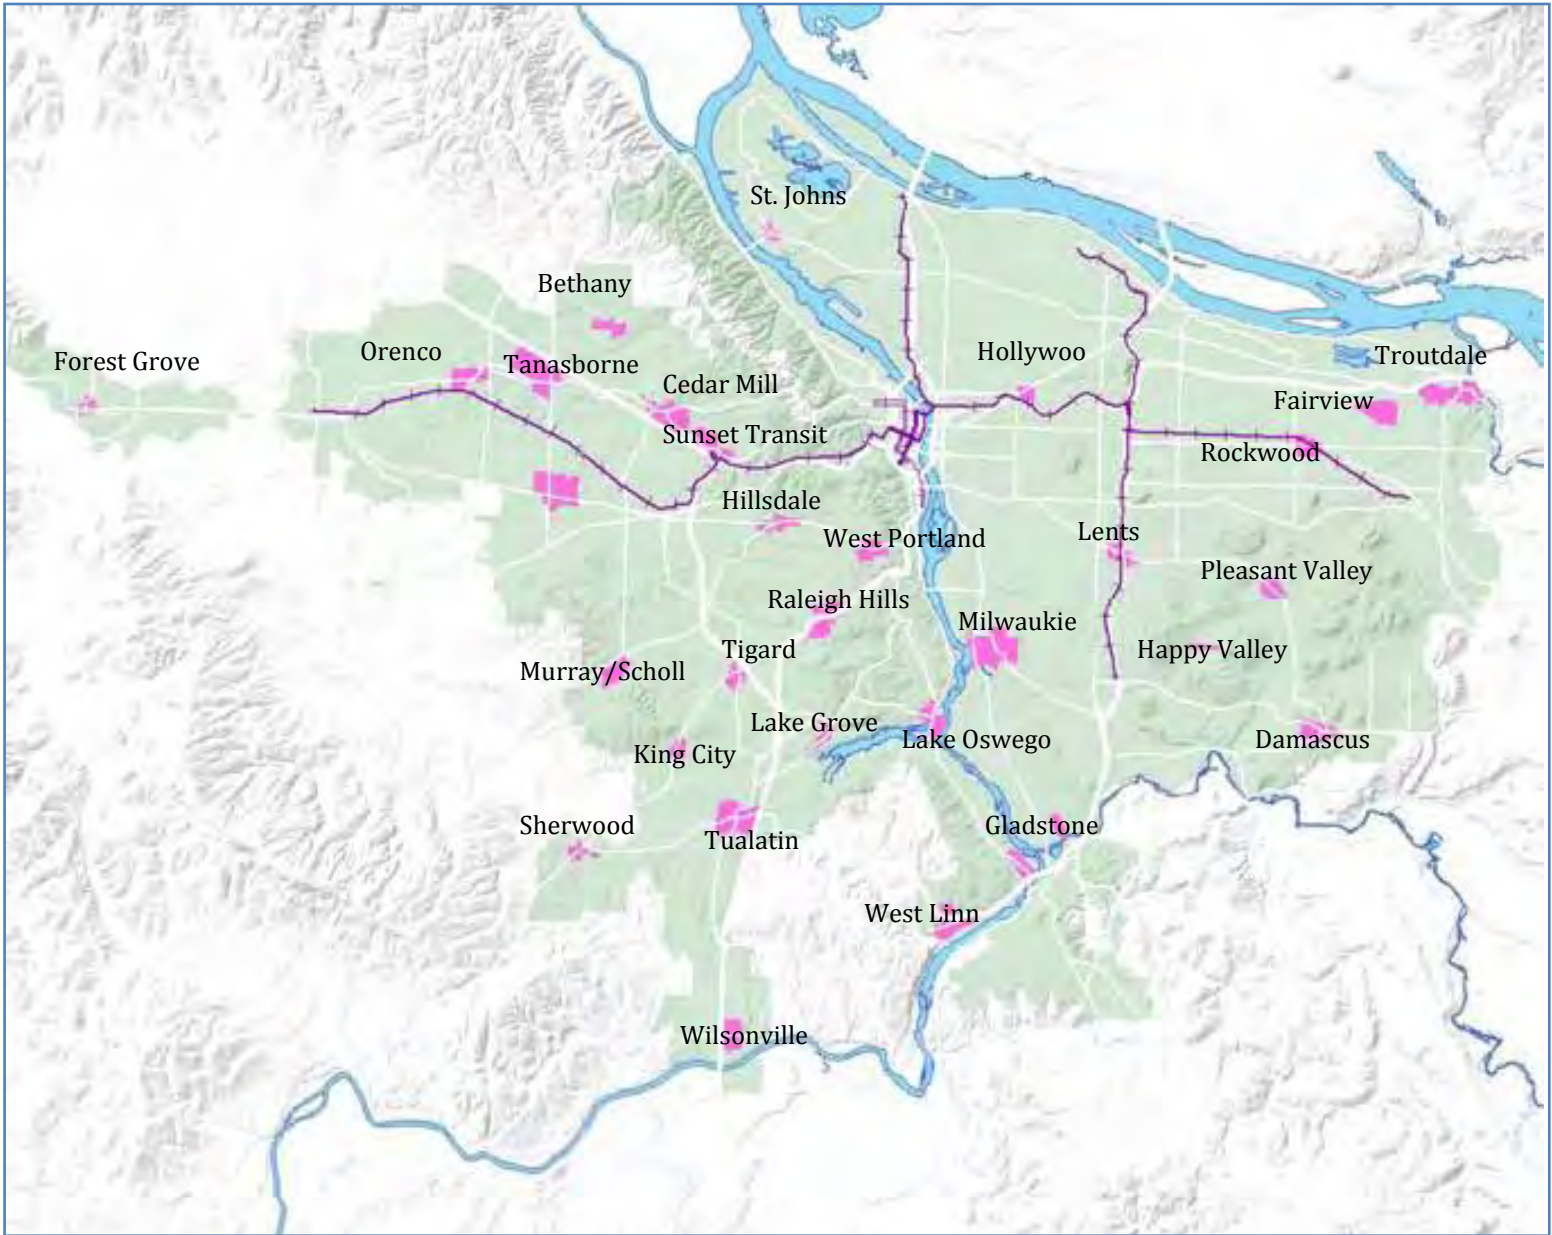 St. Johns
Bethany
Forest Grove
Orenco
Tanasborne
Hollywoo
Troutdale
Cedar Mill
Fairview
Sunset Transit
Rockwood
Hillsdale
West Portland
Lents
Pleasant Valley
Raleigh Hills
Milwaukie
Tigard
Happy Valley
Murray/Scholl
Lake Grove
Lake Oswego
Damascus
King City
Sherwood
Tualatin
Gladstone
West Linn
Wilsonville